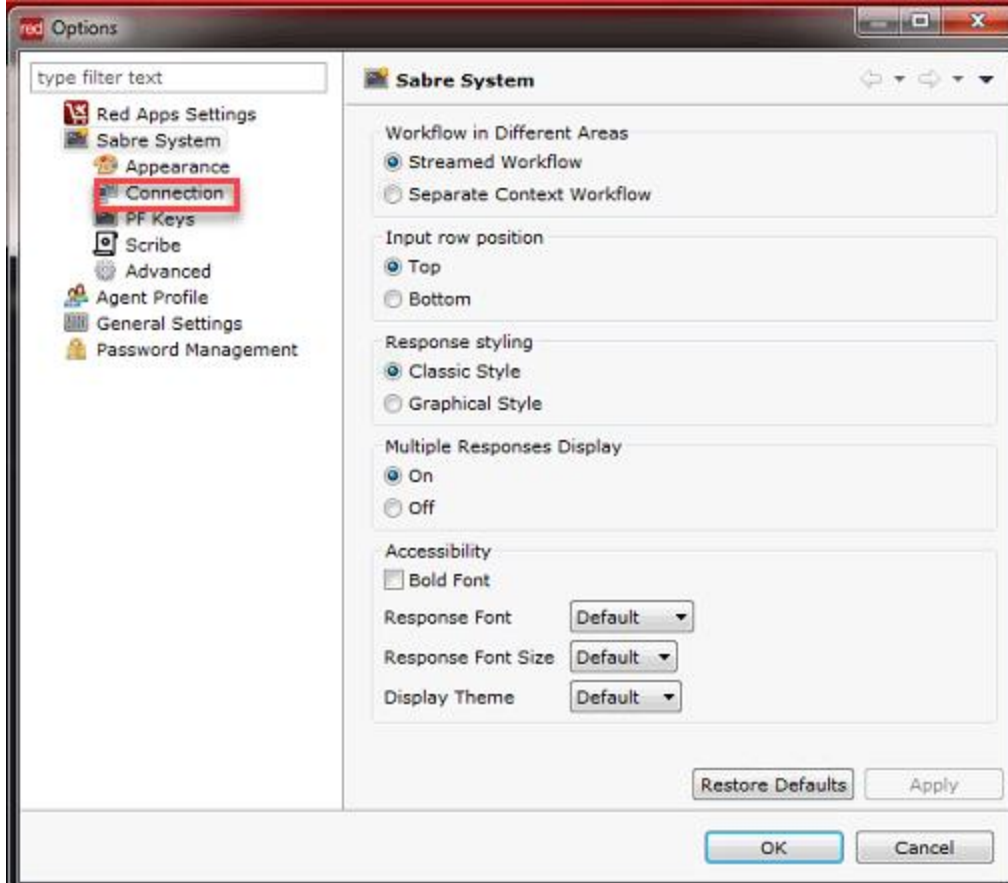 red Options
type filter text
Red Apps Settings
Sabre System
Appearance
Connection
PF Keys
Scribe
Advanced
Agent Profile
General Settings
Password Management
Sabre System
Workflow in Different Areas
Streamed Workflow
Separate Context Workflow
Input row position
Top
Bottom
Response styling
Classic Style
Graphical Style
Multiple Responses Display
On
Off
Accessibility
Bold Font
Response Font Default
Response Font Size Default
Display Theme Default
Restore Defaults Apply
OK Cancel